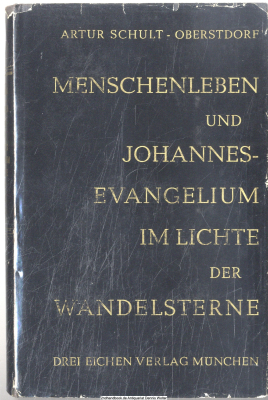 ARTUR SCHULT - OBERSTDORF
MENSCHENLEBEN
UND
JOHANNES-
EVANGELIUM
IM LICHTE
DER
WANDELSTERNE
DREI EICHEN VERLAG MÜNCHEN